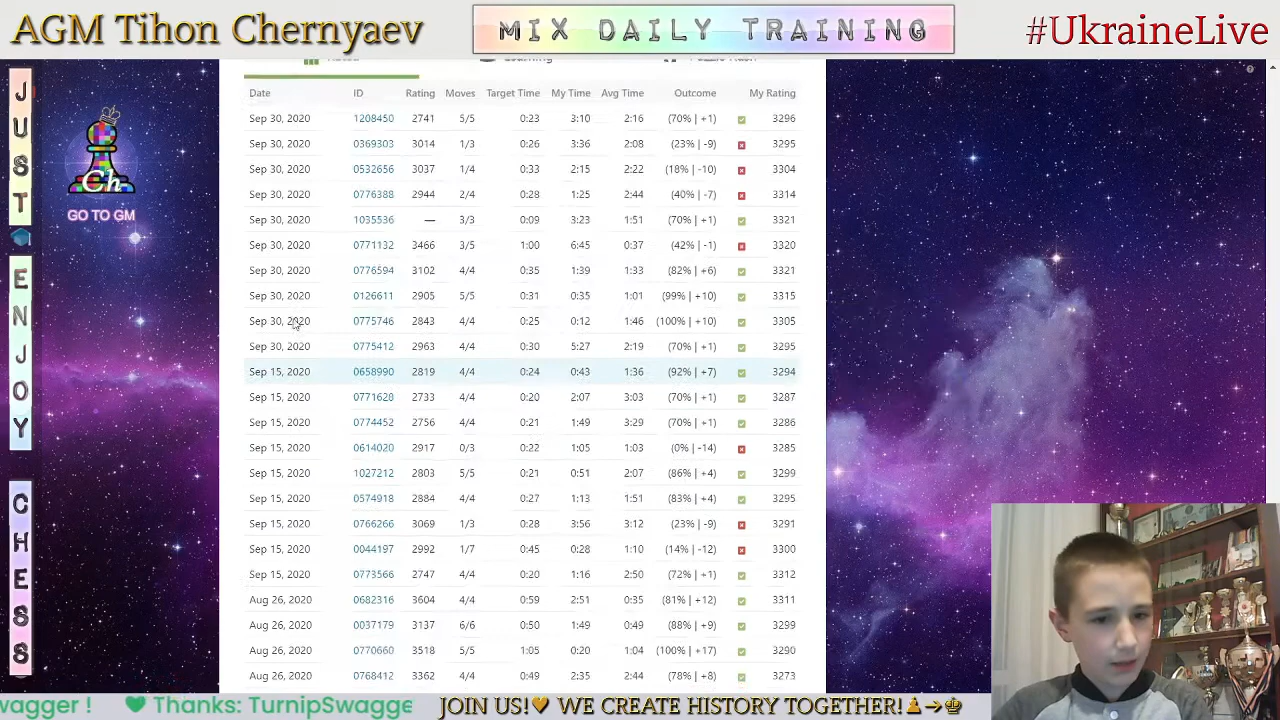 AGM Tihon Chernyaev
MIX DAILY TRAINING
#UkraineLive
JUST
ENJOY
CHESS
Ch
GO TO GM
Date ID Rating Moves Target Time My Time Avg Time Outcome My Rating
Sep 30, 2020 1208450 2741 5/5 0:23 3:10 2:16 (70% | +1) 3296
Sep 30, 2020 0369303 3014 1/3 0:28 3:36 2:08 (23% | -9) 3295
Sep 30, 2020 0532656 3037 1/4 0:33 2:15 2:22 (18% | -10) 3304
Sep 30, 2020 0776388 2944 2/4 0:28 1:25 2:44 (40% | -7) 3314
Sep 30, 2020 1035536 — 3/3 0:09 3:23 1:51 (70% | +1) 3321
Sep 30, 2020 0771132 3466 3/5 1:00 6:45 0:37 (42% | -1) 3320
Sep 30, 2020 0776594 3102 4/4 0:35 1:39 1:33 (82% | +6) 3321
Sep 30, 2020 0126611 2905 5/5 0:31 0:35 1:01 (99% | +10) 3315
Sep 30, 2020 0775746 2843 4/4 0:25 0:12 1:46 (100% | +10) 3305
Sep 30, 2020 0775412 2963 4/4 0:30 5:27 2:19 (70% | +1) 3295
Sep 15, 2020 0658990 2819 4/4 0:24 0:43 1:36 (92% | +7) 3294
Sep 15, 2020 0771628 2733 4/4 0:20 2:07 3:03 (70% | +1) 3287
Sep 15, 2020 0774452 2756 4/4 0:21 1:49 3:29 (70% | +1) 3286
Sep 15, 2020 0614020 2917 0/3 0:22 1:05 1:03 (0% | -14) 3285
Sep 15, 2020 1027212 2803 5/5 0:21 0:51 2:07 (86% | +4) 3299
Sep 15, 2020 0574918 2884 4/4 0:27 1:13 1:51 (83% | +4) 3295
Sep 15, 2020 0766266 3069 1/3 0:28 3:56 3:12 (23% | -9) 3291
Sep 15, 2020 0044197 2992 1/7 0:45 0:28 1:10 (14% | -12) 3300
Sep 15, 2020 0773566 2747 4/4 0:20 1:16 2:50 (72% | +1) 3312
Aug 26, 2020 0682316 3604 4/4 0:59 2:51 0:35 (81% | +12) 3311
Aug 26, 2020 0037179 3137 6/6 0:50 1:49 0:49 (88% | +9) 3299
Aug 26, 2020 0770660 3518 5/5 1:05 0:20 1:04 (100% | +17) 3290
Aug 26, 2020 0768412 3362 4/4 0:49 2:35 2:44 (78% | +8) 3273
wagger ! Thanks: TurnipSwagge
JOIN US! WE CREATE HISTORY TOGETHER!